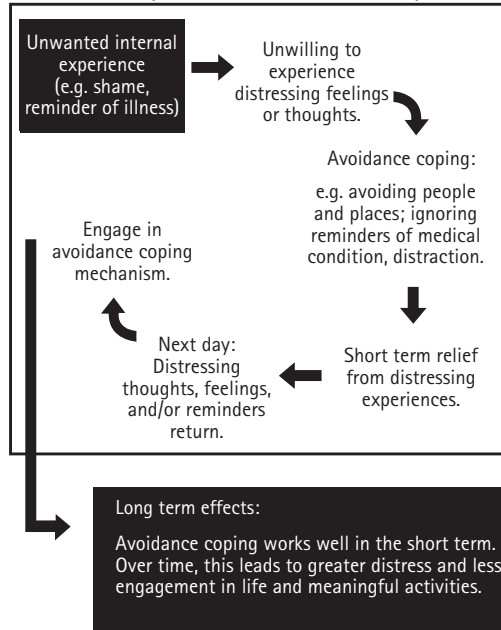 Unwanted internal
experience
(e.g. shame,
reminder of illness)
Unwilling to
experience
distressing feelings
or thoughts.
Avoidance coping:
e.g. avoiding people
and places; ignoring
reminders of medical
condition, distraction.
Short term relief
from distressing
experiences.
Next day:
Distressing
thoughts, feelings,
and/or reminders
return.
Engage in
avoidance coping
mechanism.
Long term effects:
Avoidance coping works well in the short term.
Over time, this leads to greater distress and less
engagement in life and meaningful activities.